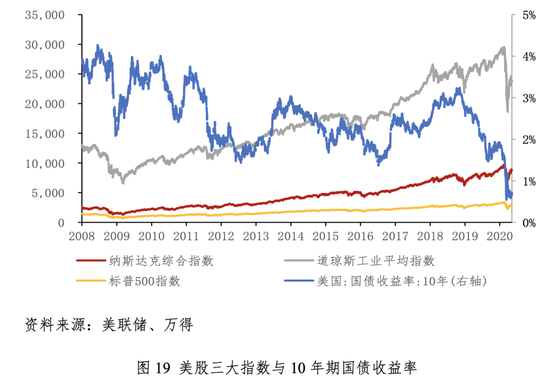 35,000 5%
30,000
25,000 4%
20,000 3%
15,000
10,000 2%
5,000 1%
0 0%
2008 2009 2010 2011 2012 2013 2014 2015 2016 2017 2018 2019 2020
纳斯达克综合指数 道琼斯工业平均指数
标普500指数 美国:国债收益率:10年(右轴)
资料来源：美联储、万得
图 19 美股三大指数与 10 年期国债收益率